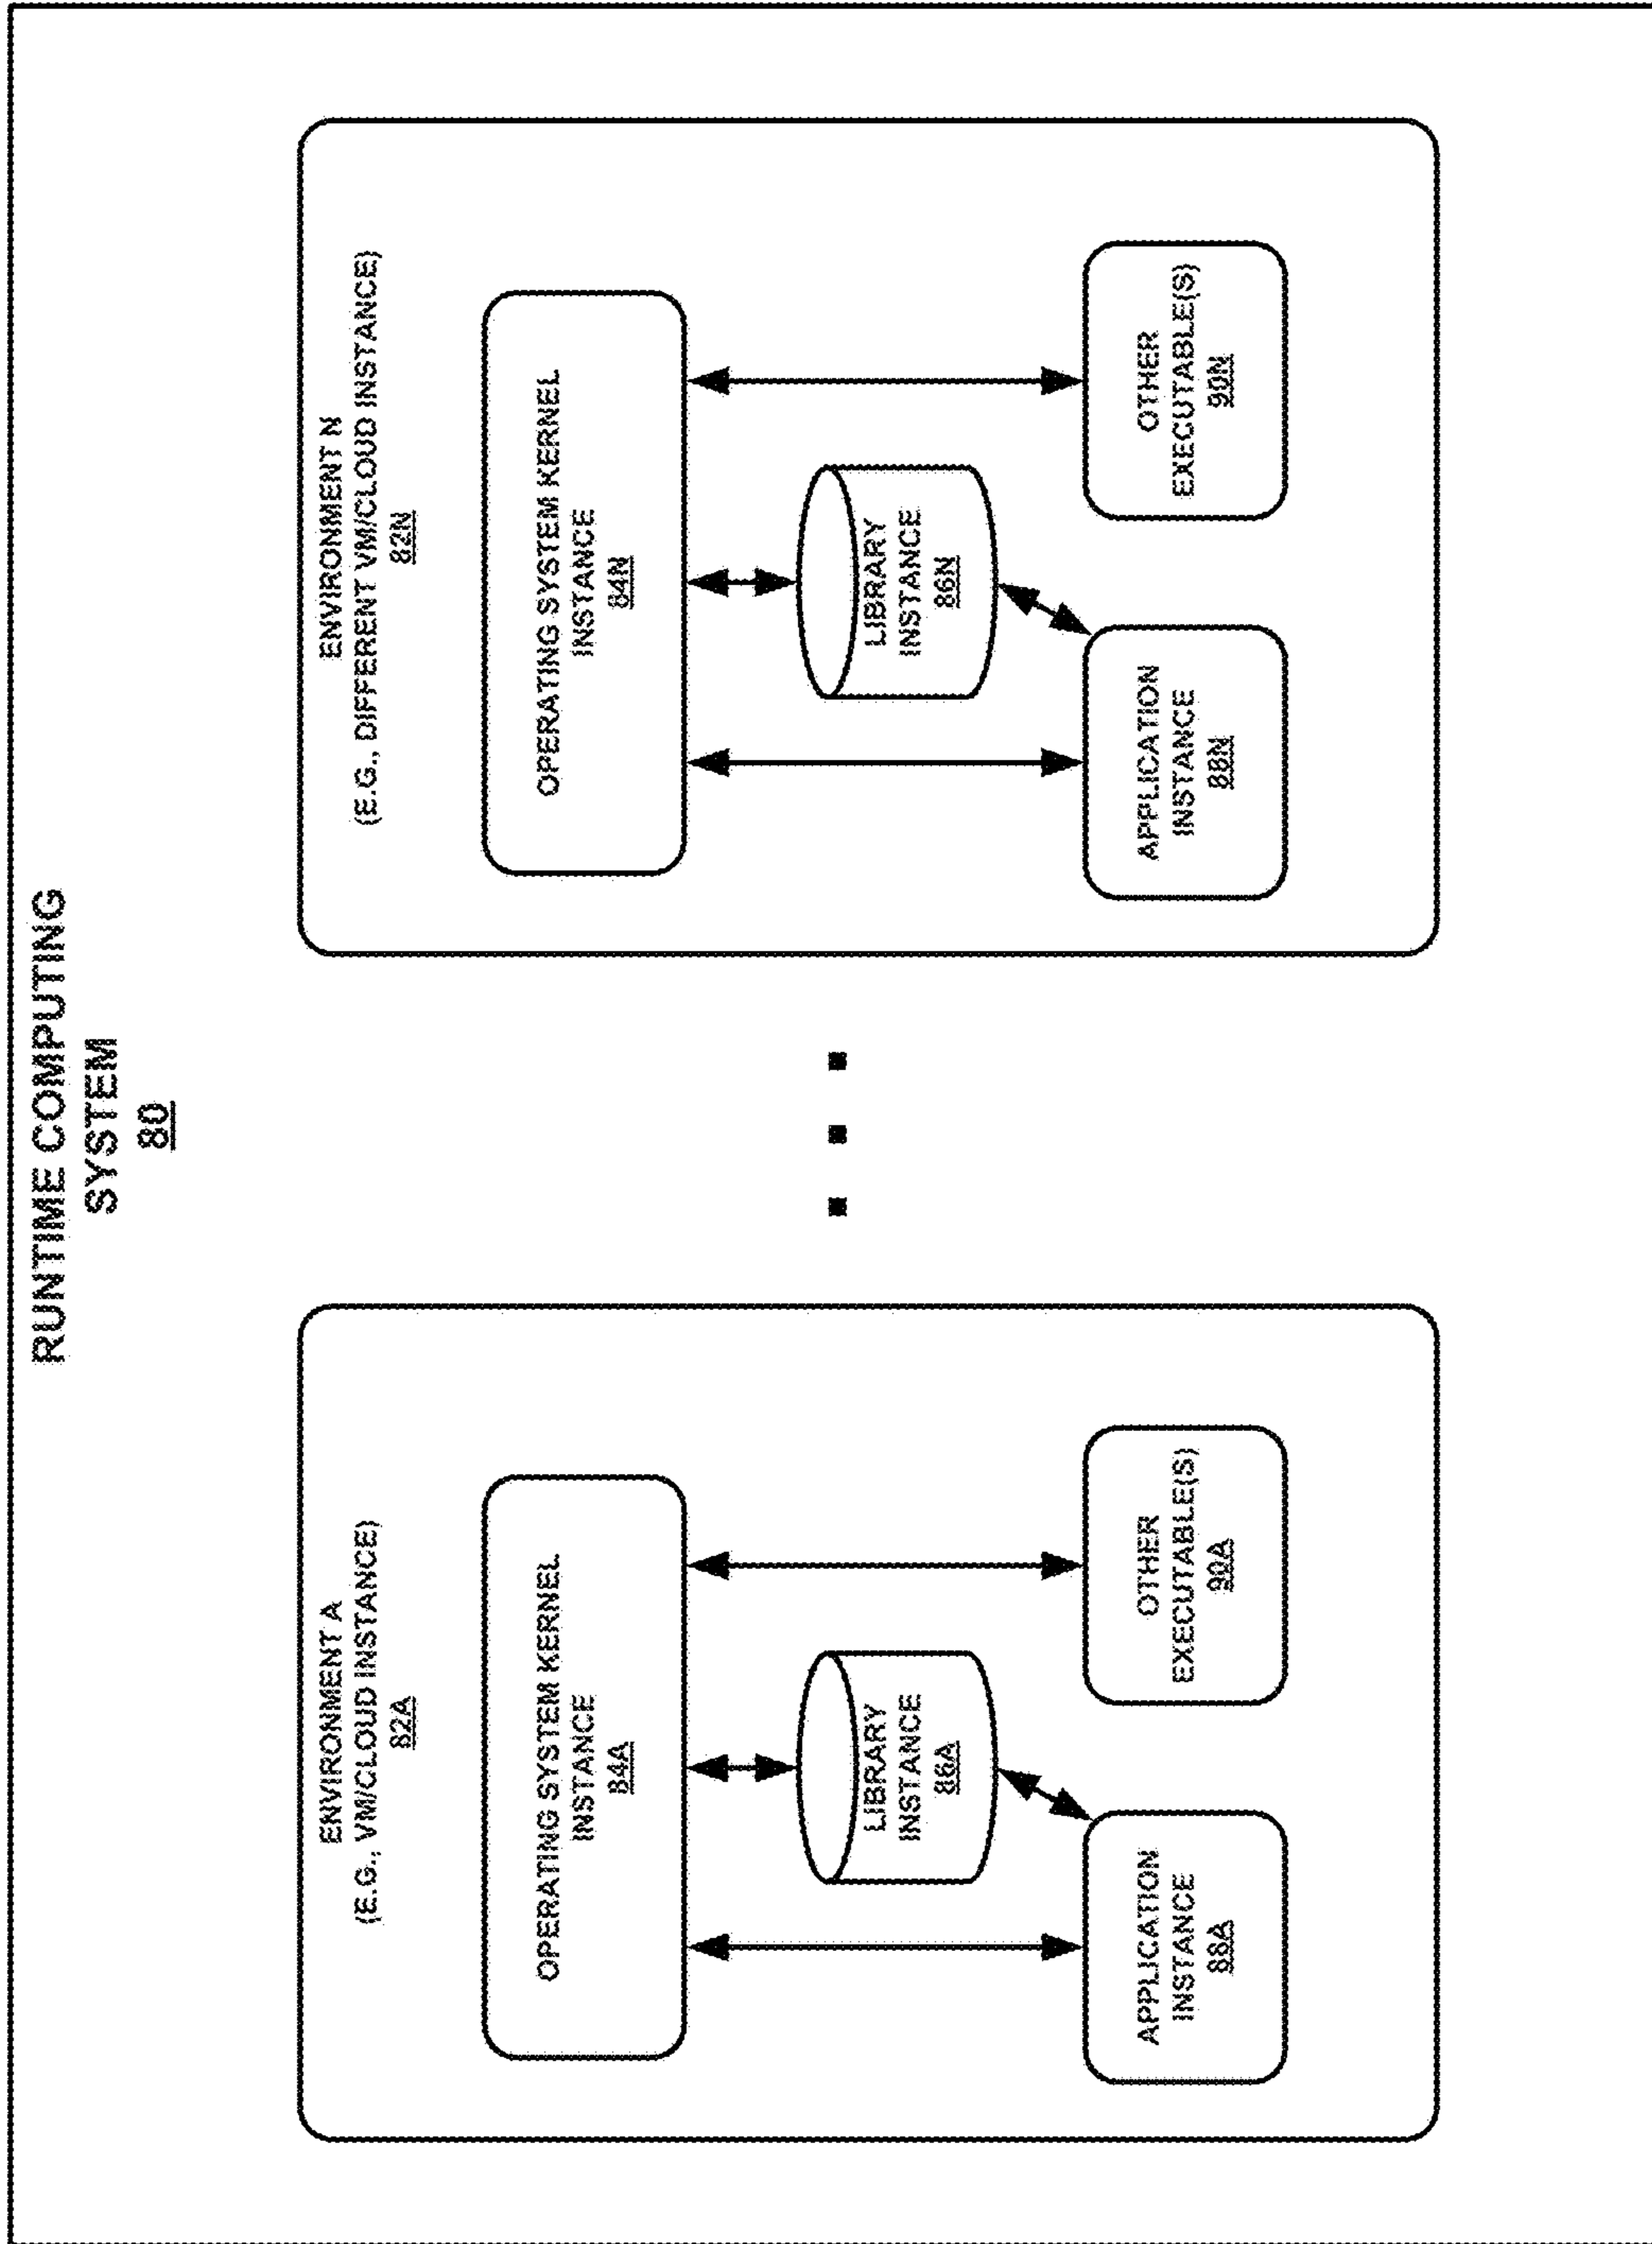 RUNTIME COMPUTING
SYSTEM
80
ENVIRONMENT A
(E.G., VM/CLOUD INSTANCE)
82A
OPERATING SYSTEM KERNEL
INSTANCE
84A
LIBRARY
INSTANCE
86A
APPLICATION
INSTANCE
88A
OTHER
EXECUTABLE(S)
90A
ENVIRONMENT N
(E.G., DIFFERENT VM/CLOUD INSTANCE)
82N
OPERATING SYSTEM KERNEL
INSTANCE
84N
LIBRARY
INSTANCE
86N
APPLICATION
INSTANCE
88N
OTHER
EXECUTABLE(S)
90N